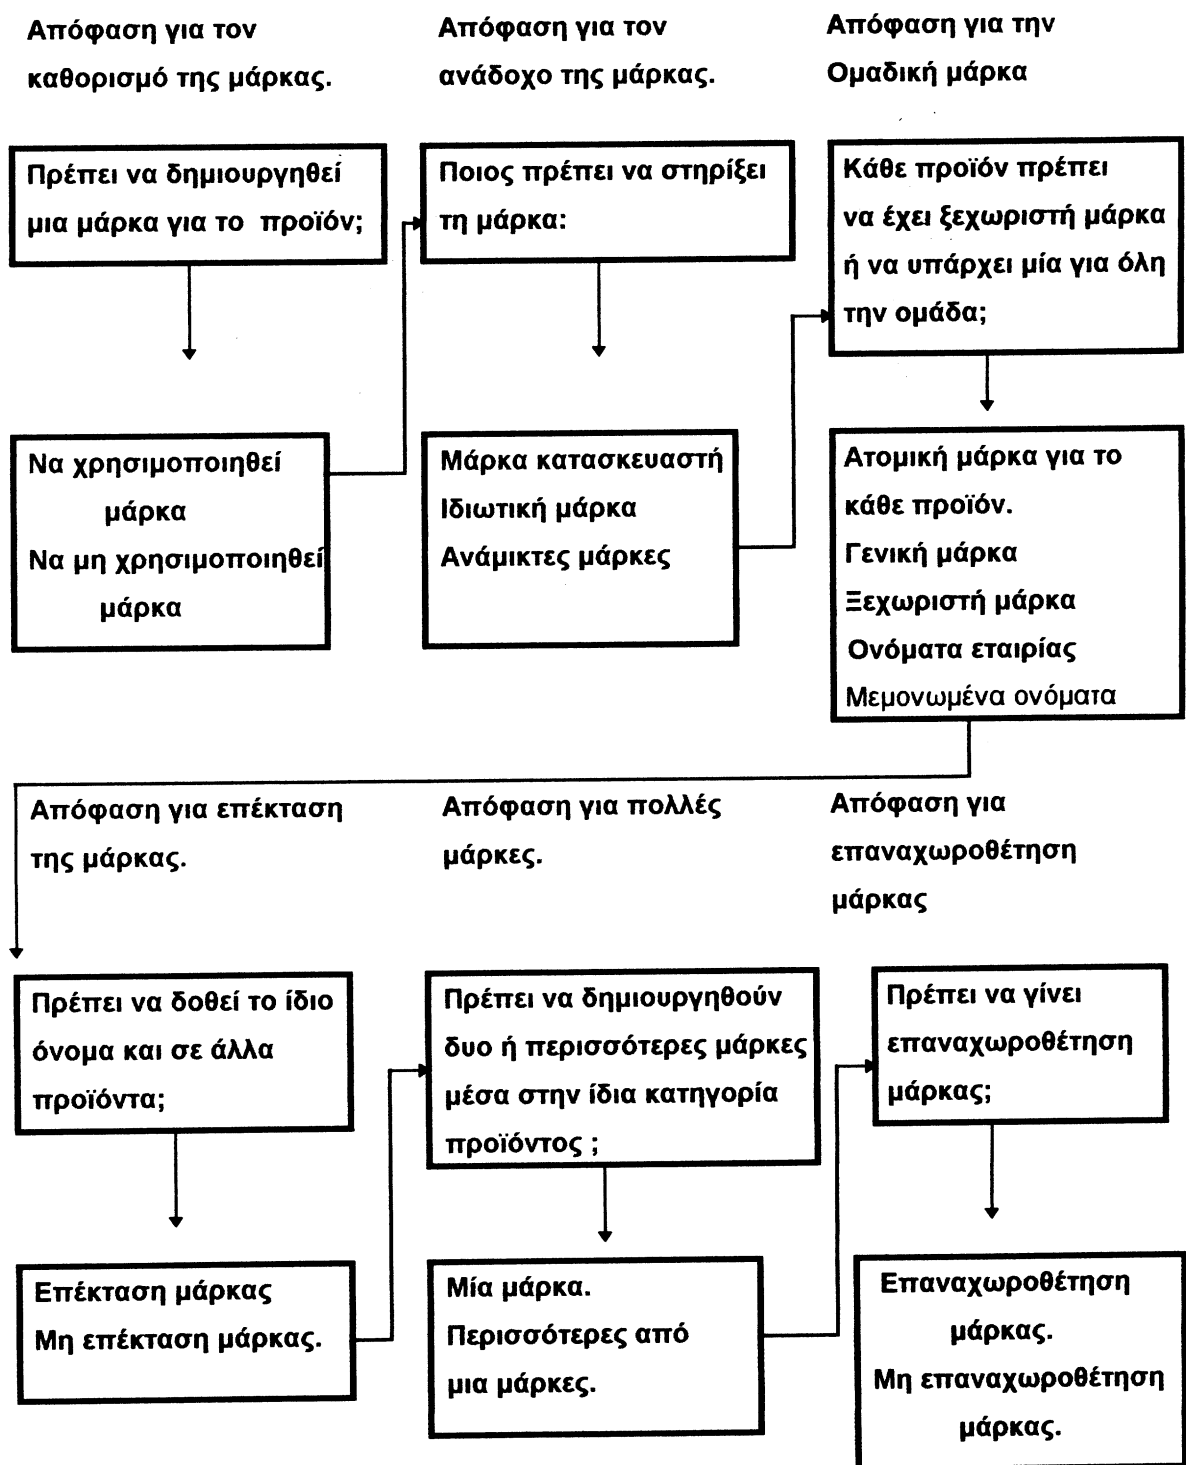 Απόφαση για τον
καθορισμό της μάρκας.
Πρέπει να δημιουργηθεί
μια μάρκα για το προϊόν;
Να χρησιμοποιηθεί
μάρκα
Να μη χρησιμοποιηθεί
μάρκα
Απόφαση για τον
ανάδοχο της μάρκας.
Ποιος πρέπει να στηρίξει
τη μάρκα:
Μάρκα κατασκευαστή
Ιδιωτική μάρκα
Ανάμικτες μάρκες
Απόφαση για την
Ομαδική μάρκα
Κάθε προϊόν πρέπει
να έχει ξεχωριστή μάρκα
ή να υπάρχει μία για όλη
την ομάδα;
Ατομική μάρκα για το
κάθε προϊόν.
Γενική μάρκα
Ξεχωριστή μάρκα
Ονόματα εταιρίας
Μεμονωμένα ονόματα
Απόφαση για επέκταση
της μάρκας.
Πρέπει να δοθεί το ίδιο
όνομα και σε άλλα
προϊόντα;
Επέκταση μάρκας
Μη επέκταση μάρκας.
Απόφαση για πολλές
μάρκες.
Πρέπει να δημιουργηθούν
δυο ή περισσότερες μάρκες
μέσα στην ίδια κατηγορία
προϊόντος ;
Μία μάρκα.
Περισσότερες από
μια μάρκες.
Απόφαση για
επαναχωροθέτηση
μάρκας
Πρέπει να γίνει
επαναχωροθέτηση
μάρκας;
Επαναχωροθέτηση
μάρκας.
Μη επαναχωροθέτηση
μάρκας.